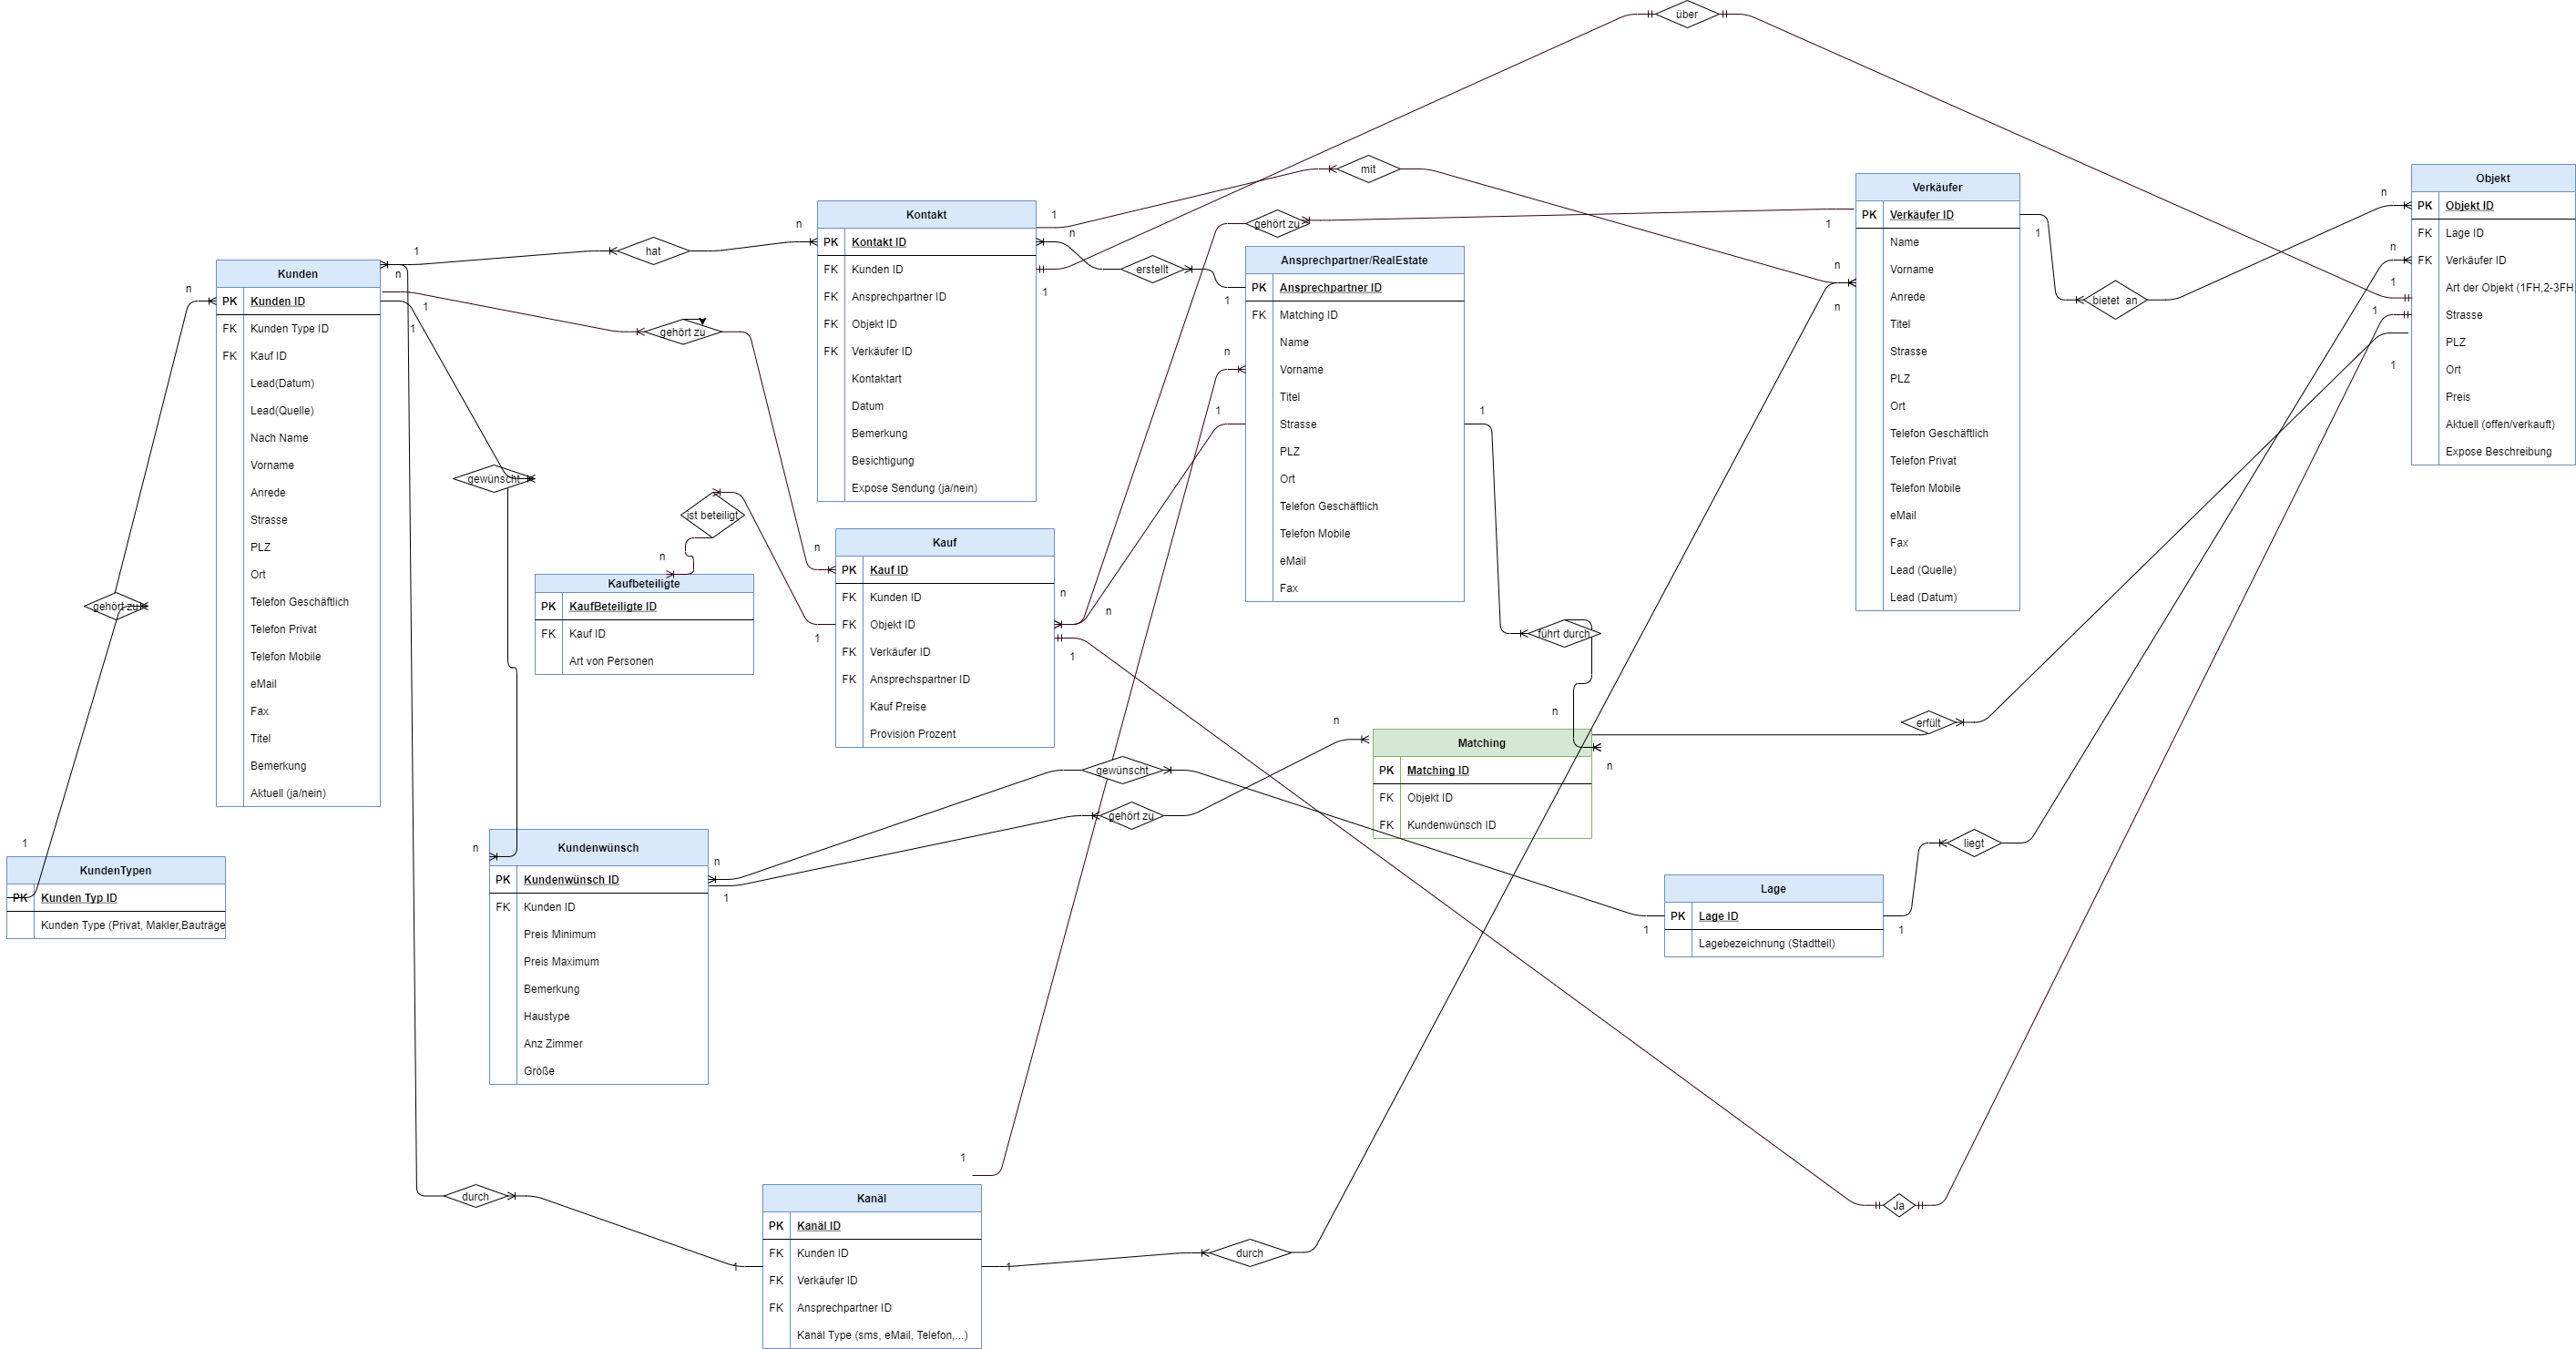 über
mit
n
Objekt
PK Objekt ID
FK Lage ID
FK Verkäufer ID
Art der Objekt (1FH,2-3FH
Strasse
PLZ
Ort
Preis
Aktuell (offen/verkauft)
Expose Beschreibung
n
1
1
1
Verkäufer
PK Verkäufer ID
Name
Vorname
Anrede
Titel
Strasse
PLZ
Ort
Telefon Geschäftlich
Telefon Privat
Telefon Mobile
eMail
Fax
Lead (Quelle)
Lead (Datum)
1
1
n
n
bietet an
gehört zu
Kontakt
PK Kontakt ID
FK Kunden ID
FK Ansprechpartner ID
FK Objekt ID
FK Verkäufer ID
Kontaktart
Datum
Bemerkung
Besichtigung
Expose Sendung (ja/nein)
n
1
n
1
erstellt
Ansprechpartner/RealEstate
PK Ansprechpartner ID
FK Matching ID
Name
Vorname
Titel
Strasse
PLZ
Ort
Telefon Geschäftlich
Telefon Mobile
eMail
Fax
1
n
1
1
führt durch
1
hat
n
1
1
gehört zu
Kunden
PK Kunden ID
FK Kunden Type ID
FK Kauf ID
Lead(Datum)
Lead(Quelle)
Nach Name
Vorname
Anrede
Strasse
PLZ
Ort
Telefon Geschäftlich
Telefon Privat
Telefon Mobile
eMail
Fax
Titel
Bemerkung
Aktuell (ja/nein)
n
gehört zu
gewünscht
ist beteiligt
n
Kaufbeteiligte
PK KaufBeteiligte ID
FK Kauf ID
Art von Personen
Kauf
PK Kauf ID
FK Kunden ID
FK Objekt ID
FK Verkäufer ID
FK Ansprechspartner ID
Kauf Preise
Provision Prozent
n
1
n
n
1
Matching
PK Matching ID
FK Objekt ID
FK Kundenwünsch ID
n
n
n
erfült
gewünscht
gehört zu
1
KundenTypen
PK Kunden Typ ID
Kunden Type (Privat, Makler,Bauträge
Kundenwünsch
PK Kundenwünsch ID
FK Kunden ID
Preis Minimum
Preis Maximum
Bemerkung
Haustype
Anz Zimmer
Größe
n
n
1
liegt
Lage
PK Lage ID
Lagebezeichnung (Stadtteil)
1
1
1
durch
Kanäl
PK Kanäl ID
FK Kunden ID
FK Verkäufer ID
FK Ansprechpartner ID
Kanäl Type (sms, eMail, Telefon,...)
1
1
durch
Ja